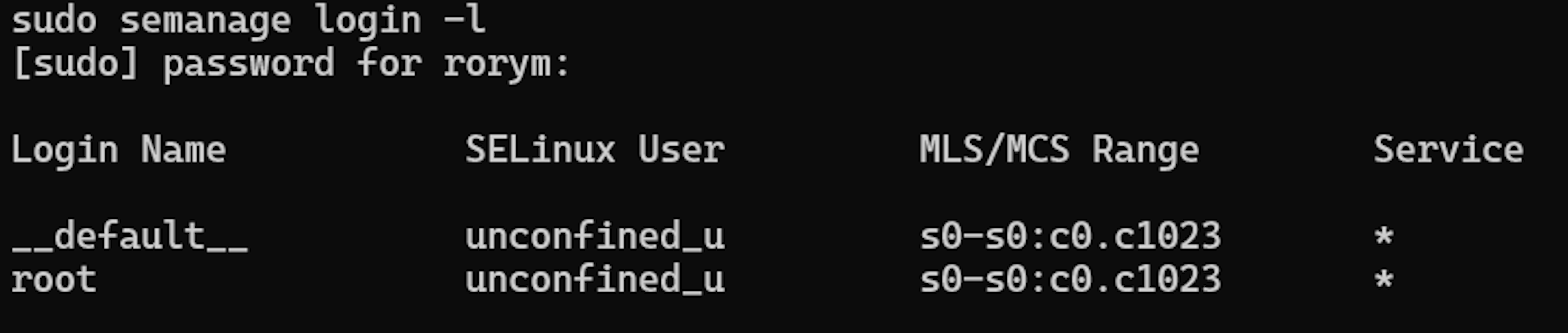 sudo semanage login -l
[sudo] password for rorym:
Login Name SELinux User MLS/MCS Range Service
__default__ unconfined_u s0-s0:c0.c1023 *
root unconfined_u s0-s0:c0.c1023 *